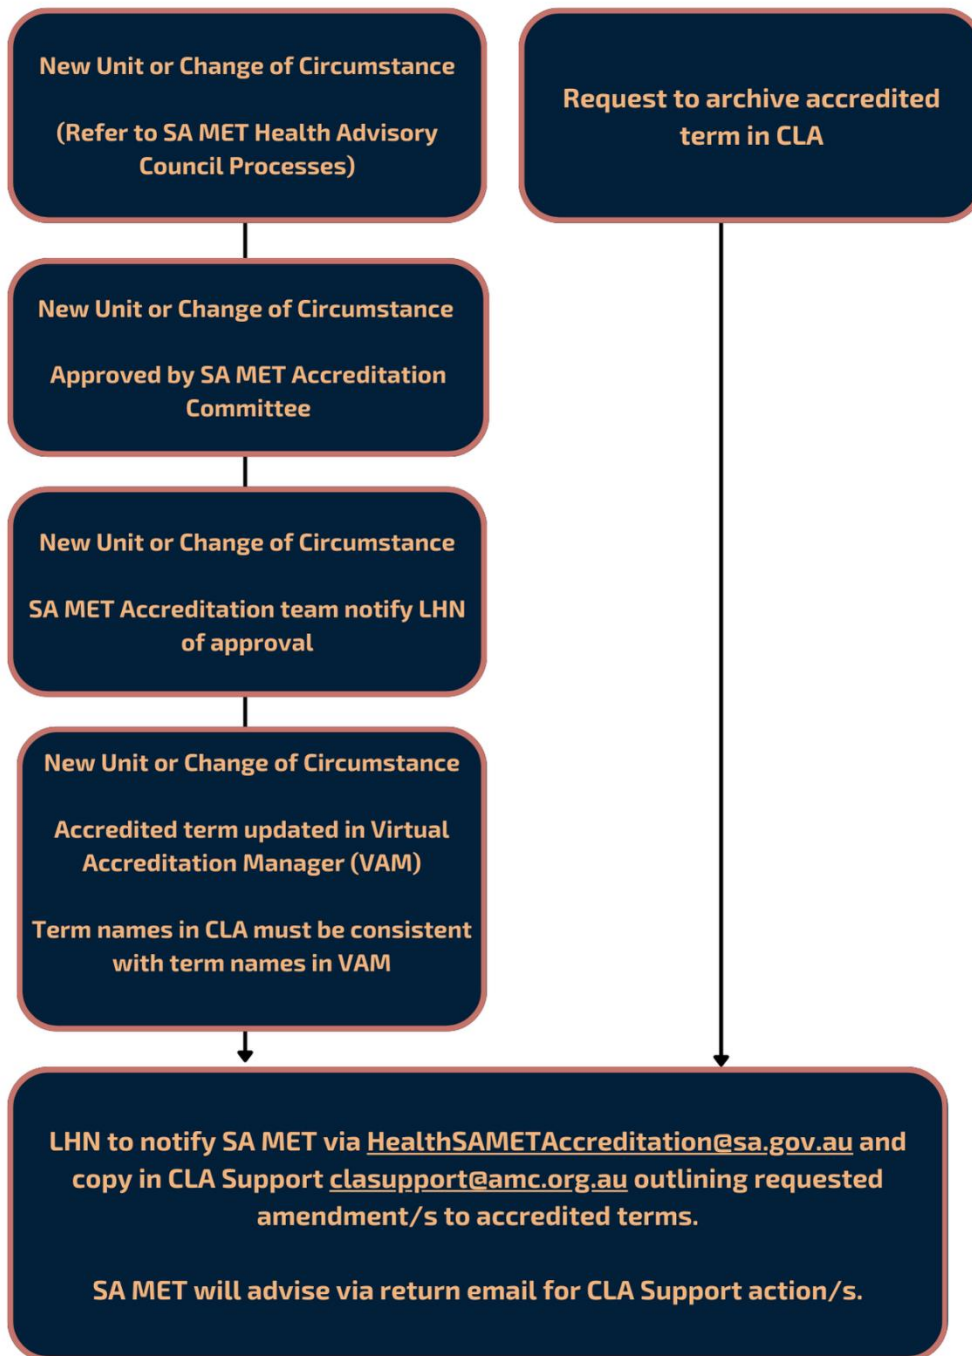 New Unit or Change of Circumstance
(Refer to SA MET Health Advisory
Council Processes)
Request to archive accredited
term in CLA
New Unit or Change of Circumstance
Approved by SA MET Accreditation
Committee
New Unit or Change of Circumstance
SA MET Accreditation team notify LHN
of approval
New Unit or Change of Circumstance
Accredited term updated in Virtual
Accreditation Manager (VAM)
Term names in CLA must be consistent
with term names in VAM
LHN to notify SA MET via HealthSAMETAccreditation@sa.gov.au and
copy in CLA Support clasupport@amc.org.au outlining requested
amendment/s to accredited terms.
SA MET will advise via return email for CLA Support action/s.